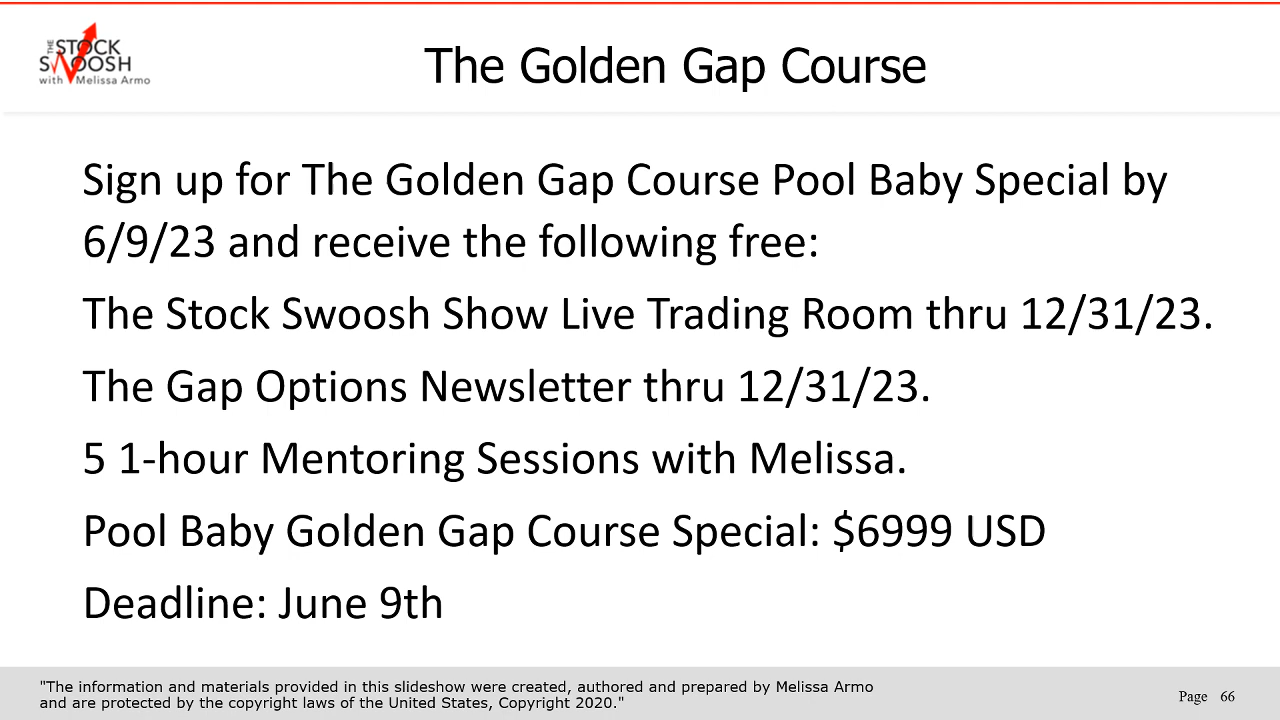 THE STOCK
SWOOSH
with Melissa Armo
The Golden Gap Course
Sign up for The Golden Gap Course Pool Baby Special by
6/9/23 and receive the following free:
The Stock Swoosh Show Live Trading Room thru 12/31/23.
The Gap Options Newsletter thru 12/31/23.
5 1-hour Mentoring Sessions with Melissa.
Pool Baby Golden Gap Course Special: $6999 USD
Deadline: June 9th
"The information and materials provided in this slideshow were created, authored and prepared by Melissa Armo
and are protected by the copyright laws of the United States, Copyright 2020."
Page 66